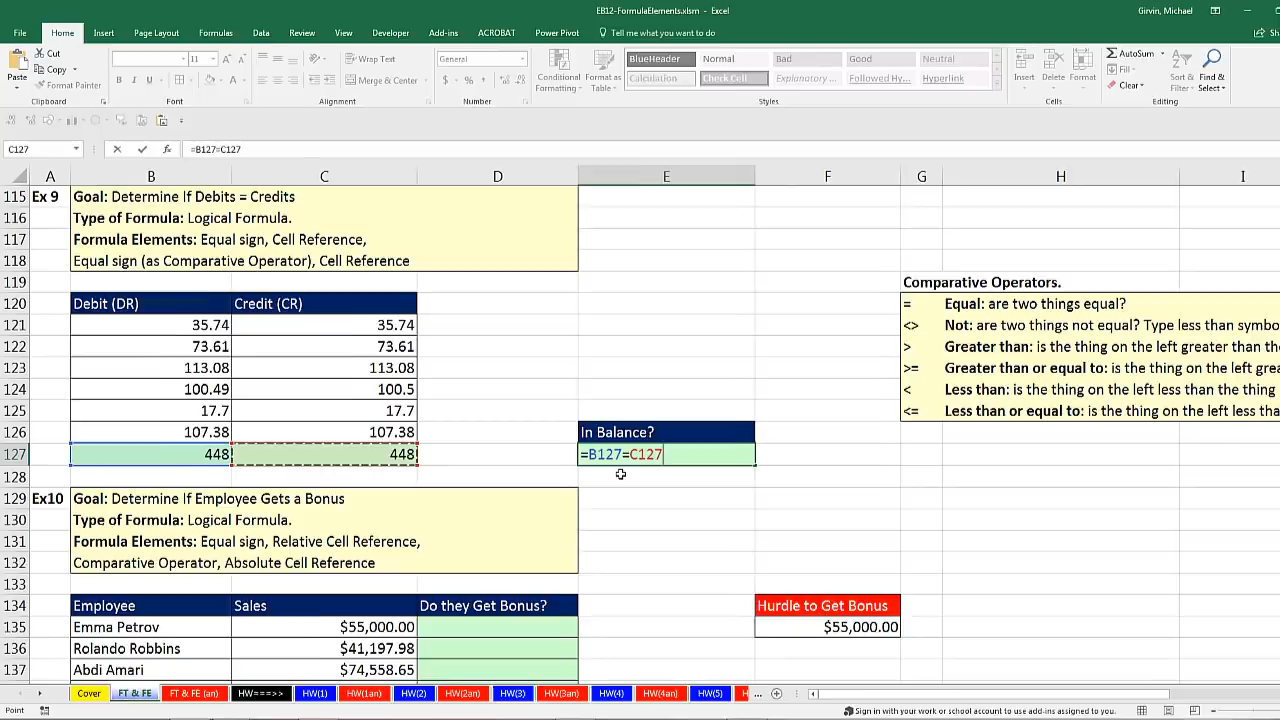 EB12-FormulaElements.xlsm - Excel
Girvin, Michael
File Home Insert Page Layout Formulas Data Review View Developer Add-ins ACROBAT Power Pivot Tell me what you want to do
Paste
Cut
Copy
Format Painter
Clipboard
11
Font
Wrap Text
Merge & Center
Alignment
General
Number
Conditional Formatting
Format as Table
BlueHeader Normal Bad Good Neutral
Calculation Check Cell Explanatory ... Followed Hy... Hyperlink
Styles
Insert Delete Format
Cells
AutoSum
Fill
Clear
Sort & Filter
Find & Select
Editing
C127
=B127=C127
A B C D E F G H I
115 Ex 9 Goal: Determine If Debits = Credits
116 Type of Formula: Logical Formula.
117 Formula Elements: Equal sign, Cell Reference,
118 Equal sign (as Comparative Operator), Cell Reference
119 Comparative Operators.
120 Debit (DR) Credit (CR) = Equal: are two things equal?
121 35.74 35.74 <> Not: are two things not equal? Type less than symbo
122 73.61 73.61 > Greater than: is the thing on the left greater than the
123 113.08 113.08 >= Greater than or equal to: is the thing on the left grea
124 100.49 100.5 < Less than: is the thing on the left less than the thing
125 17.7 17.7 <= Less than or equal to: is the thing on the left less tha
126 107.38 107.38 In Balance?
127 448 448 =B127=C127
128
129 Ex10 Goal: Determine If Employee Gets a Bonus
130 Type of Formula: Logical Formula.
131 Formula Elements: Equal sign, Relative Cell Reference,
132 Comparative Operator, Absolute Cell Reference
133
134 Employee Sales Do they Get Bonus? Hurdle to Get Bonus
135 Emma Petrov $55,000.00 $55,000.00
136 Rolando Robbins $41,197.98
137 Abdi Amari $74,558.65
Cover FT & FE FT & FE (an) HW===>> HW(1) HW(1an) HW(2) HW(2an) HW(3) HW(3an) HW(4) HW(4an) HW(5) H ...
Point
Sign in with your work or school account to use add-ins assigned to you.